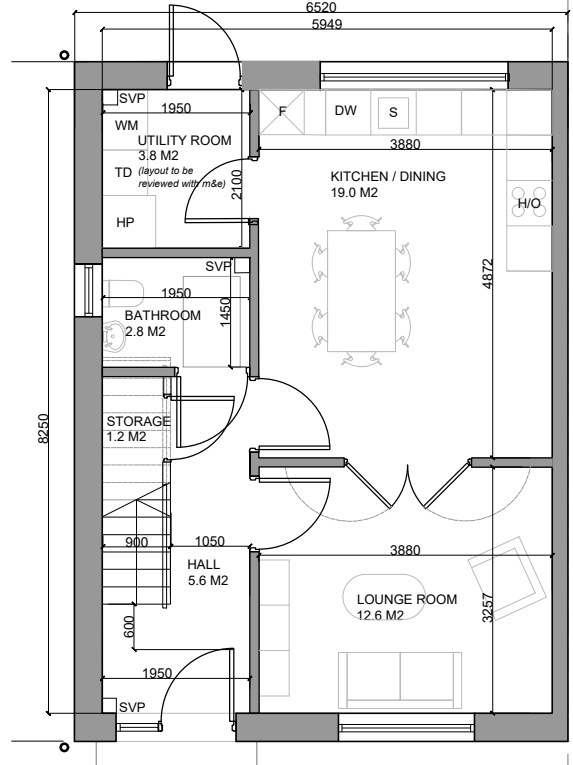 6520
5949
SVP
1950
WM
UTILITY ROOM
3.8 M2
(layout to be
reviewed with m&e)
TD
HP
2100
F
DW
S
3880
KITCHEN / DINING
19.0 M2
H/O
4872
SVP
1950
BATHROOM
2.8 M2
1450
8250
STORAGE
1.2 M2
900
1050
HALL
5.6 M2
600
1950
SVP
3880
LOUNGE ROOM
12.6 M2
3257